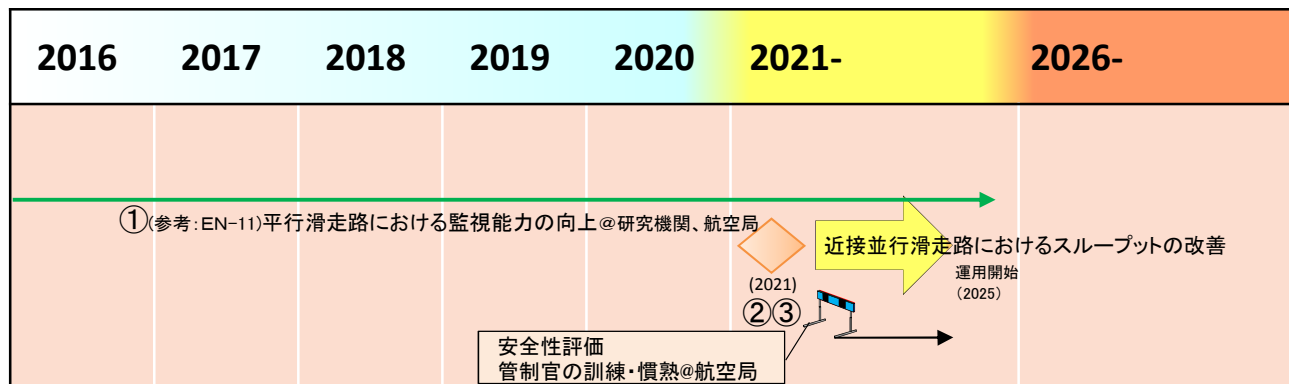 2016 2017 2018 2019 2020 2021- 2026-
①(参考:EN-11)平行滑走路における監視能力の向上@研究機関、航空局
近接並行滑走路におけるスループットの改善
運用開始
(2025)
(2021)
②③
安全性評価
管制官の訓練・慣熟@航空局